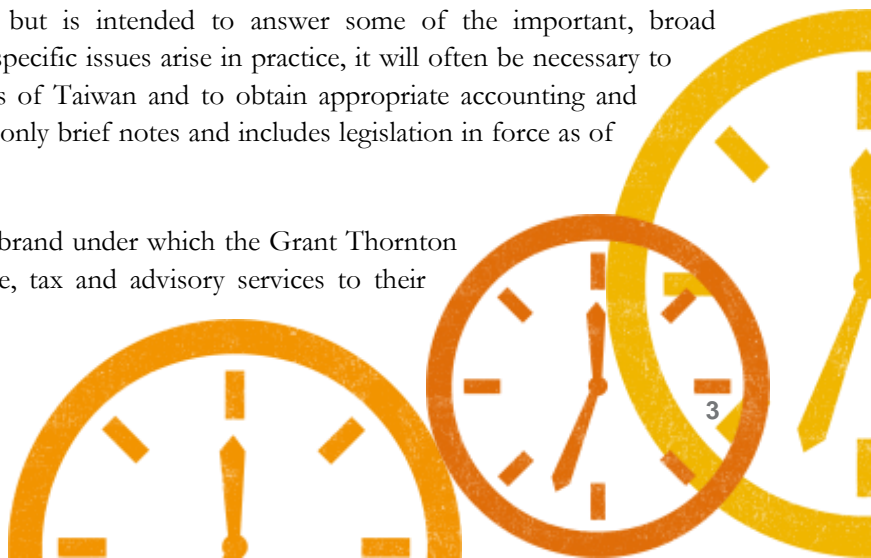 but is intended to answer some of the important, broad
specific issues arise in practice, it will often be necessary to
s of Taiwan and to obtain appropriate accounting and
only brief notes and includes legislation in force as of
brand under which the Grant Thornton
e, tax and advisory services to their
3